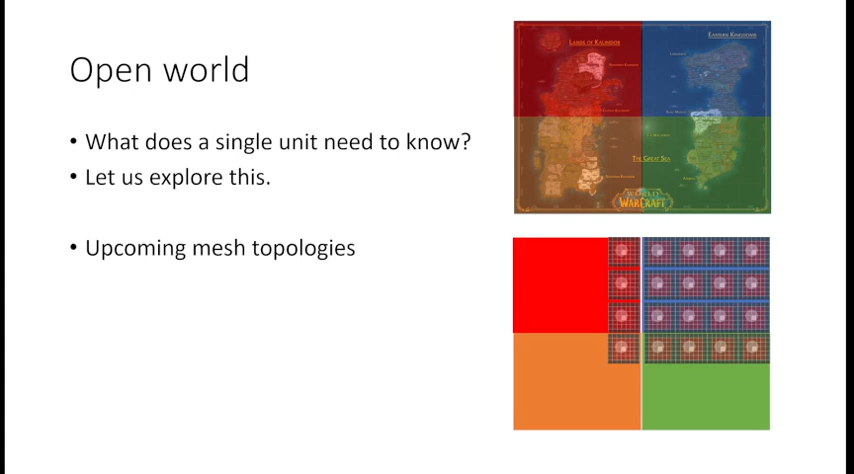 Open world
• What does a single unit need to know?
• Let us explore this.
• Upcoming mesh topologies
Lands of Kalimdor
Eastern Kingdoms
The Great Sea
World
WarCraft